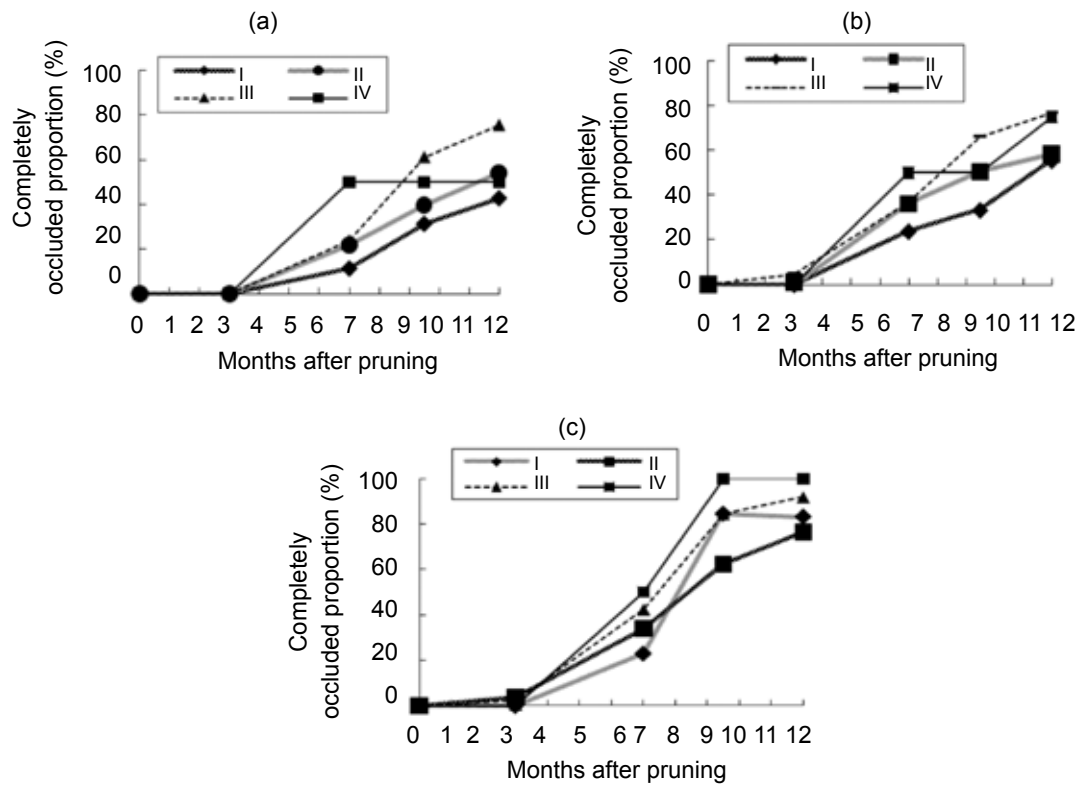 (a)
Completely
occluded proportion (%)
I II
III IV
100
80
60
40
20
0
0 1 2 3 4 5 6 7 8 9 10 11 12
Months after pruning
(b)
Completely
occluded proportion (%)
I II
III IV
100
80
60
40
20
0
0 1 2 3 4 5 6 7 8 9 10 11 12
Months after pruning
(c)
Completely
occluded proportion (%)
I II
III IV
100
80
60
40
20
0
0 1 2 3 4 5 6 7 8 9 10 11 12
Months after pruning